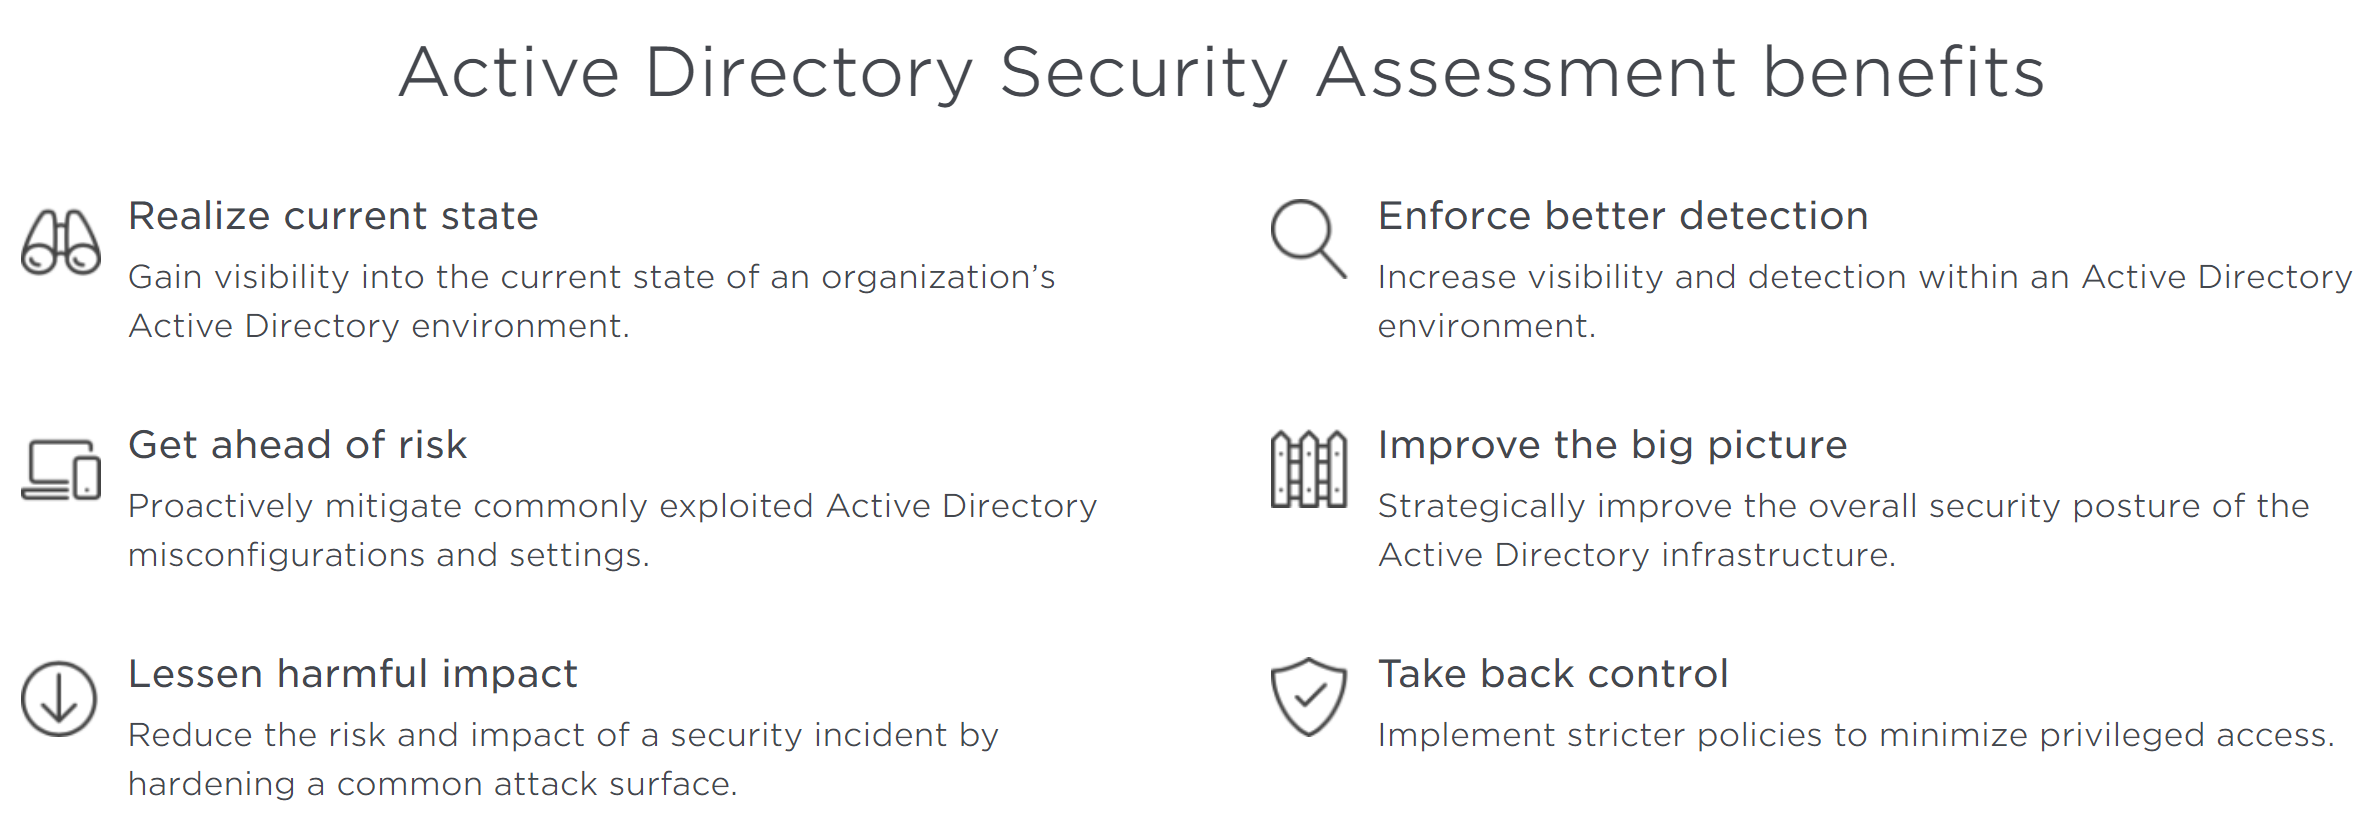 Active Directory Security Assessment benefits
Realize current state
Gain visibility into the current state of an organization’s
Active Directory environment.
Enforce better detection
Increase visibility and detection within an Active Directory
environment.
Get ahead of risk
Proactively mitigate commonly exploited Active Directory
misconfigurations and settings.
Improve the big picture
Strategically improve the overall security posture of the
Active Directory infrastructure.
Lessen harmful impact
Reduce the risk and impact of a security incident by
hardening a common attack surface.
Take back control
Implement stricter policies to minimize privileged access.